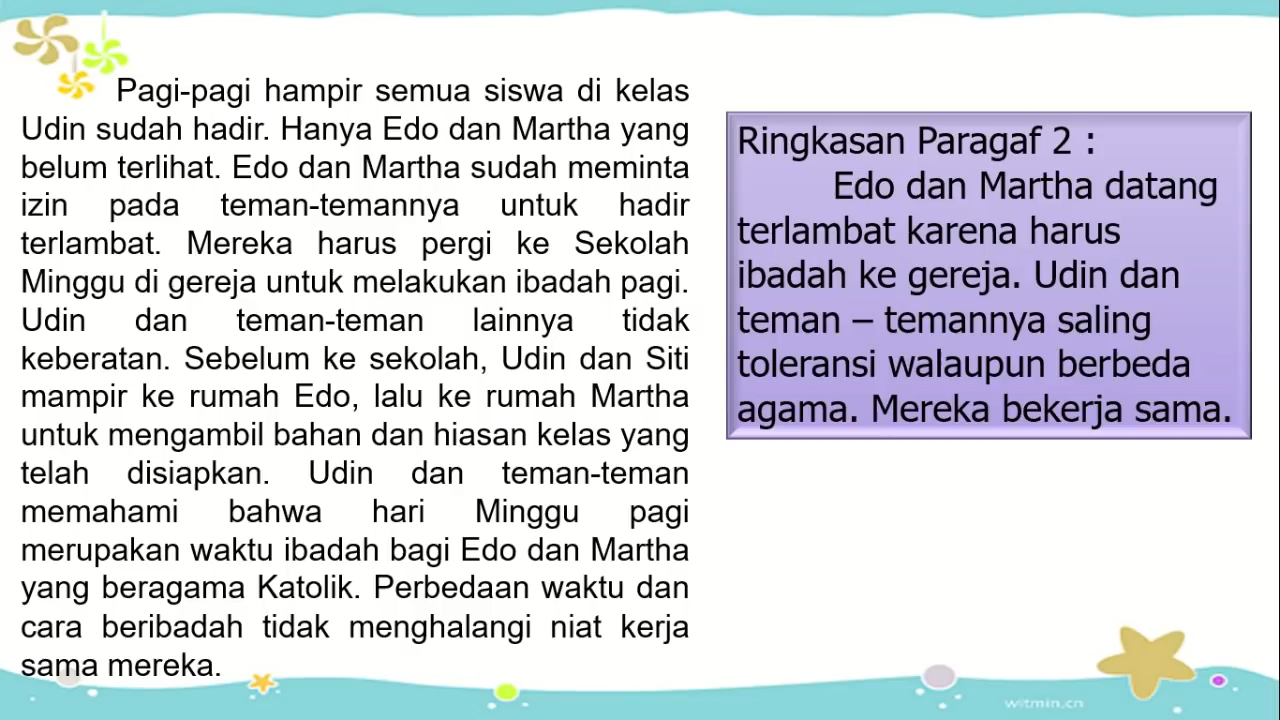 Pagi-pagi hampir semua siswa di kelas
Udin sudah hadir. Hanya Edo dan Martha yang
belum terlihat. Edo dan Martha sudah meminta
izin pada teman-temannya untuk hadir
terlambat. Mereka harus pergi ke Sekolah
Minggu di gereja untuk melakukan ibadah pagi.
Udin dan teman-teman lainnya tidak
keberatan. Sebelum ke sekolah, Udin dan Siti
mampir ke rumah Edo, lalu ke rumah Martha
untuk mengambil bahan dan hiasan kelas yang
telah disiapkan. Udin dan teman-teman
memahami bahwa hari Minggu pagi
merupakan waktu ibadah bagi Edo dan Martha
yang beragama Katolik. Perbedaan waktu dan
cara beribadah tidak menghalangi niat kerja
sama mereka.
Ringkasan Paragaf 2 :
Edo dan Martha datang
terlambat karena harus
ibadah ke gereja. Udin dan
teman – temannya saling
toleransi walaupun berbeda
agama. Mereka bekerja sama.
witmin.cn